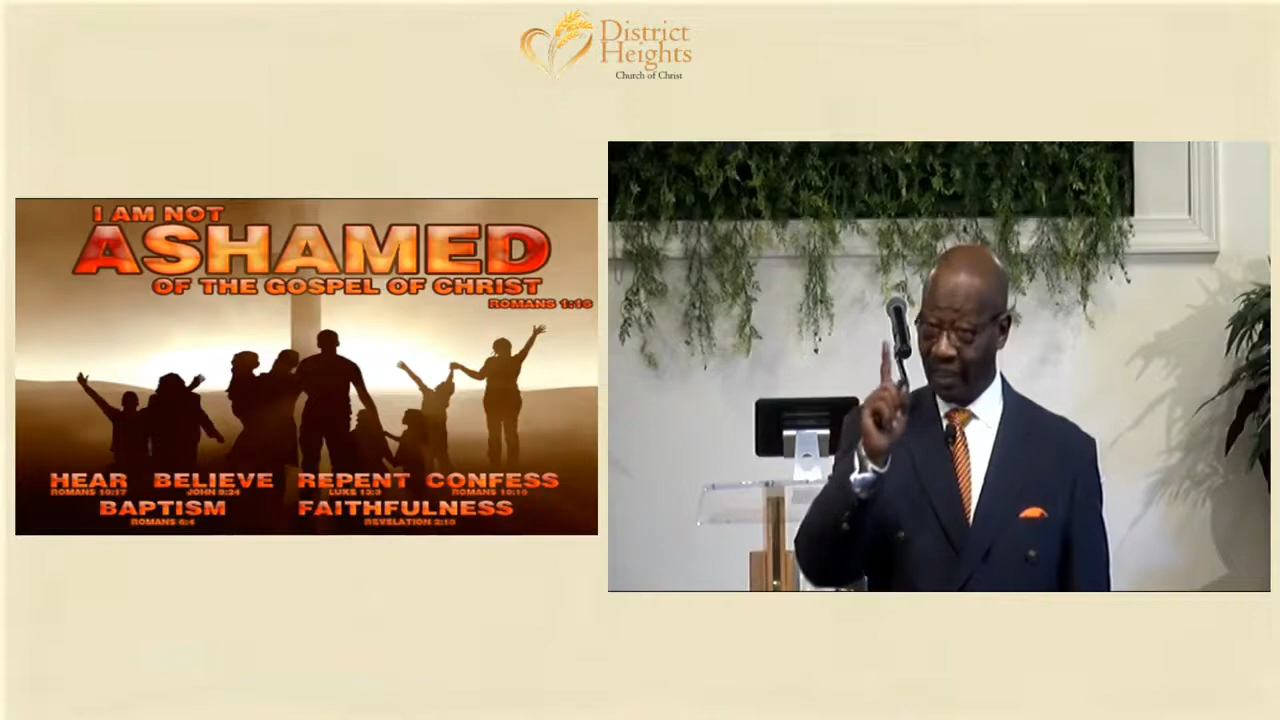 District
Heights
Church of Christ
I AM NOT
ASHAMED
OF THE GOSPEL OF CHRIST
ROMANS 1:16
HEAR BELIEVE REPENT CONFESS
ROMANS 10:17 JOHN 8:24 LUKE 13:3 ROMANS 10:10
BAPTISM FAITHFULNESS
ROMANS 6:4 REVELATION 2:10